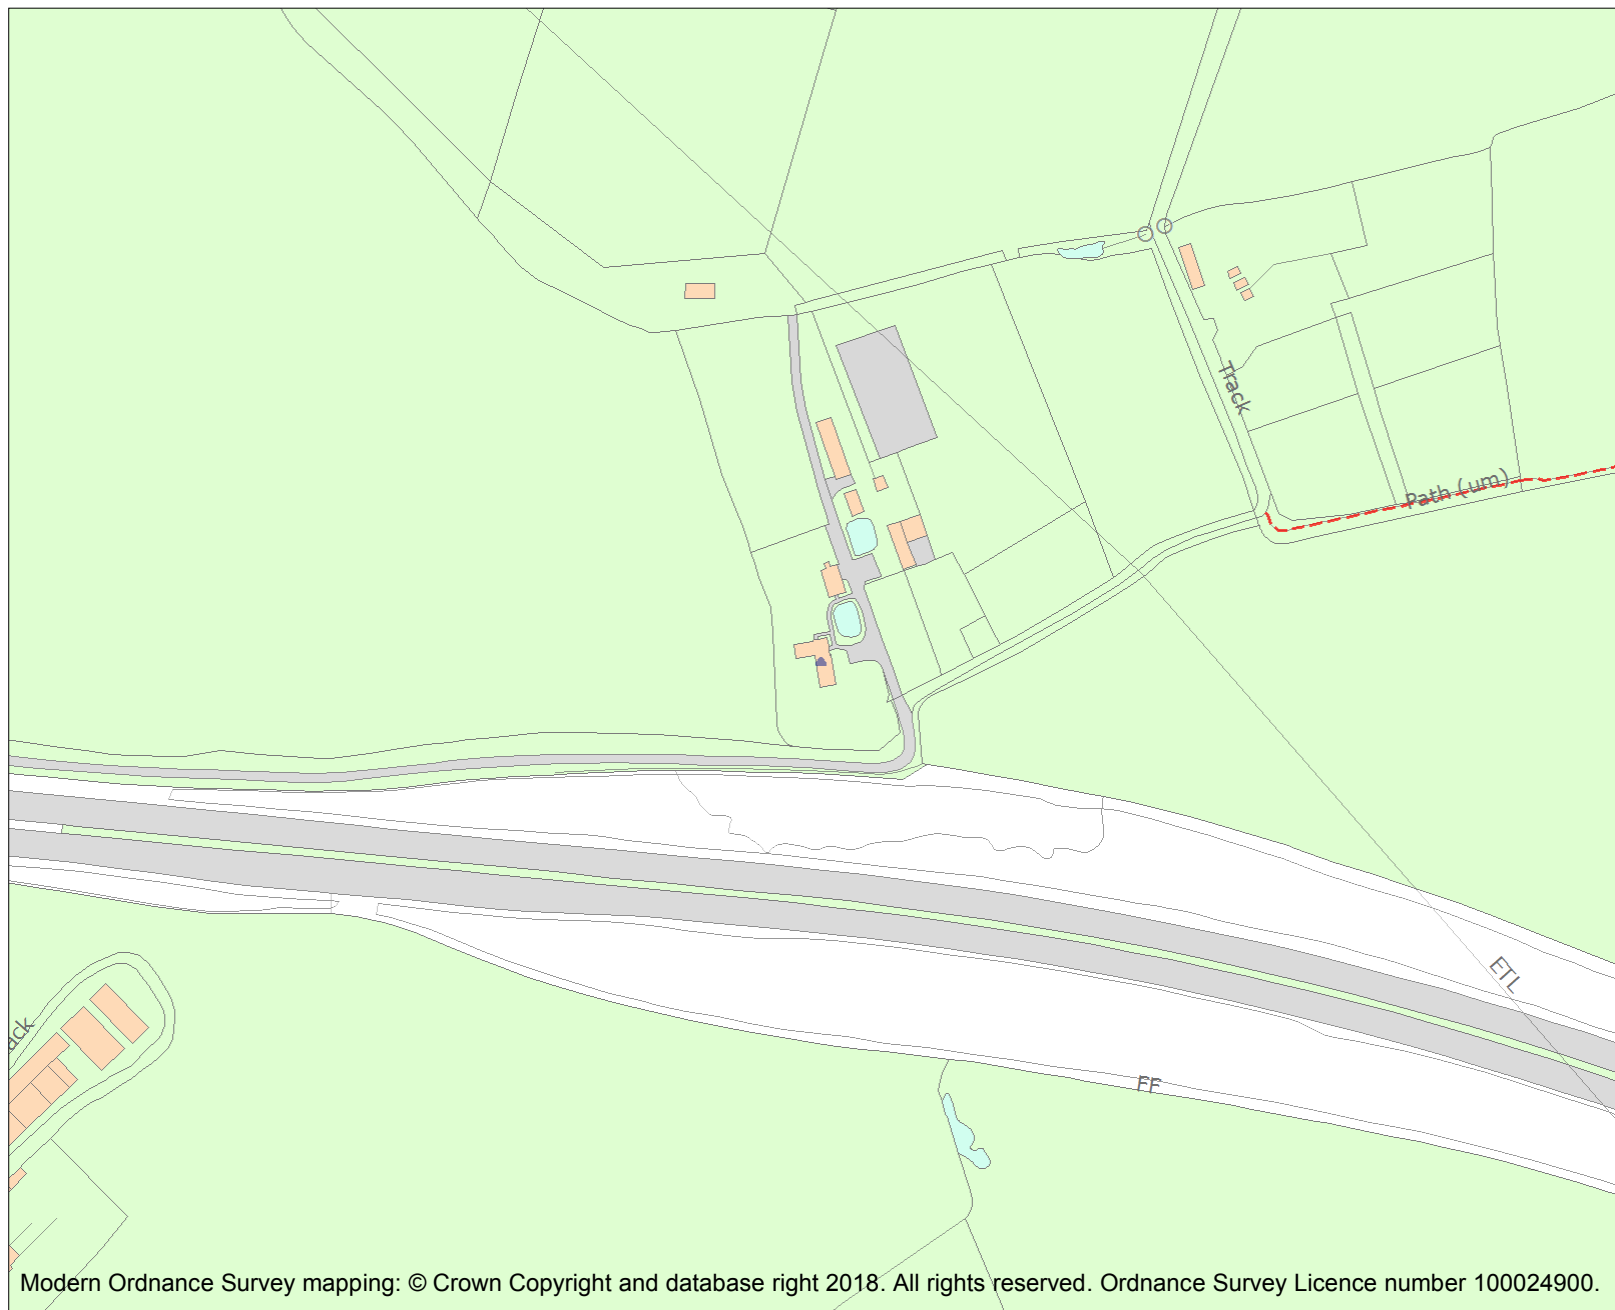 Track
Path (um)
ETL
ack
FF
Modern Ordnance Survey mapping: © Crown Copyright and database right 2018. All rights reserved. Ordnance Survey Licence number 100024900.